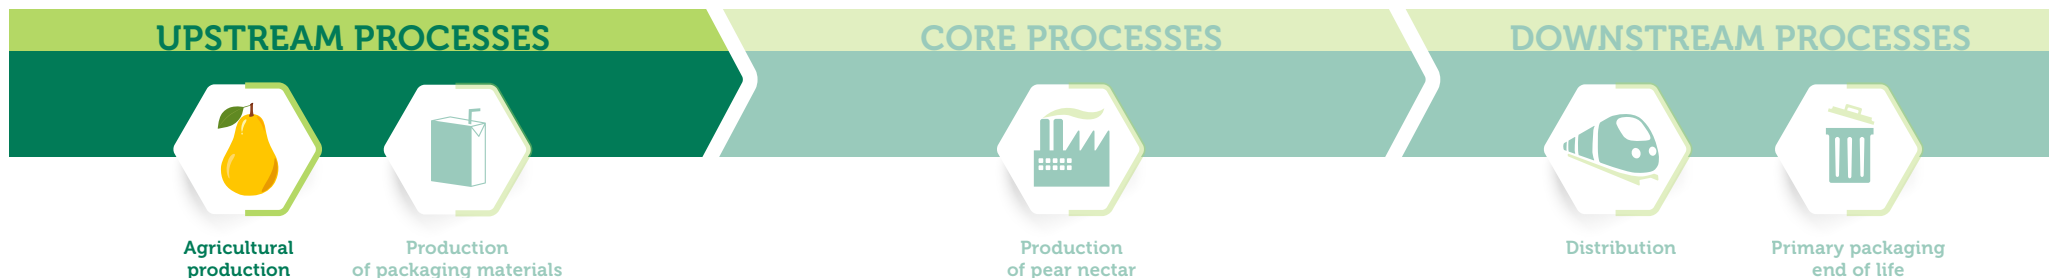 UPSTREAM PROCESSES
CORE PROCESSES
DOWNSTREAM PROCESSES
Agricultural
production
Production
of packaging materials
Production
of pear nectar
Distribution
Primary packaging
end of life